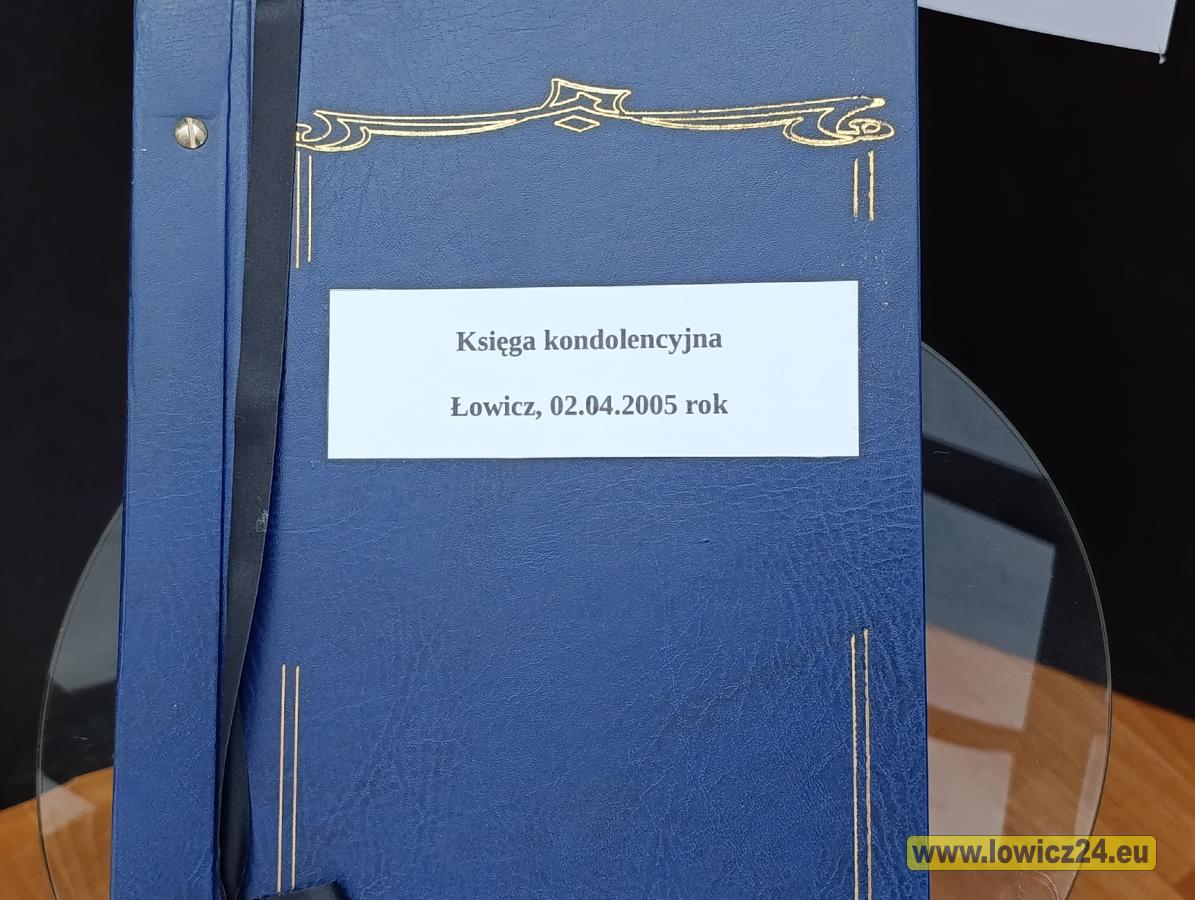 Księga kondolencyjna
Łowicz, 02.04.2005 rok
www.lowicz24.eu